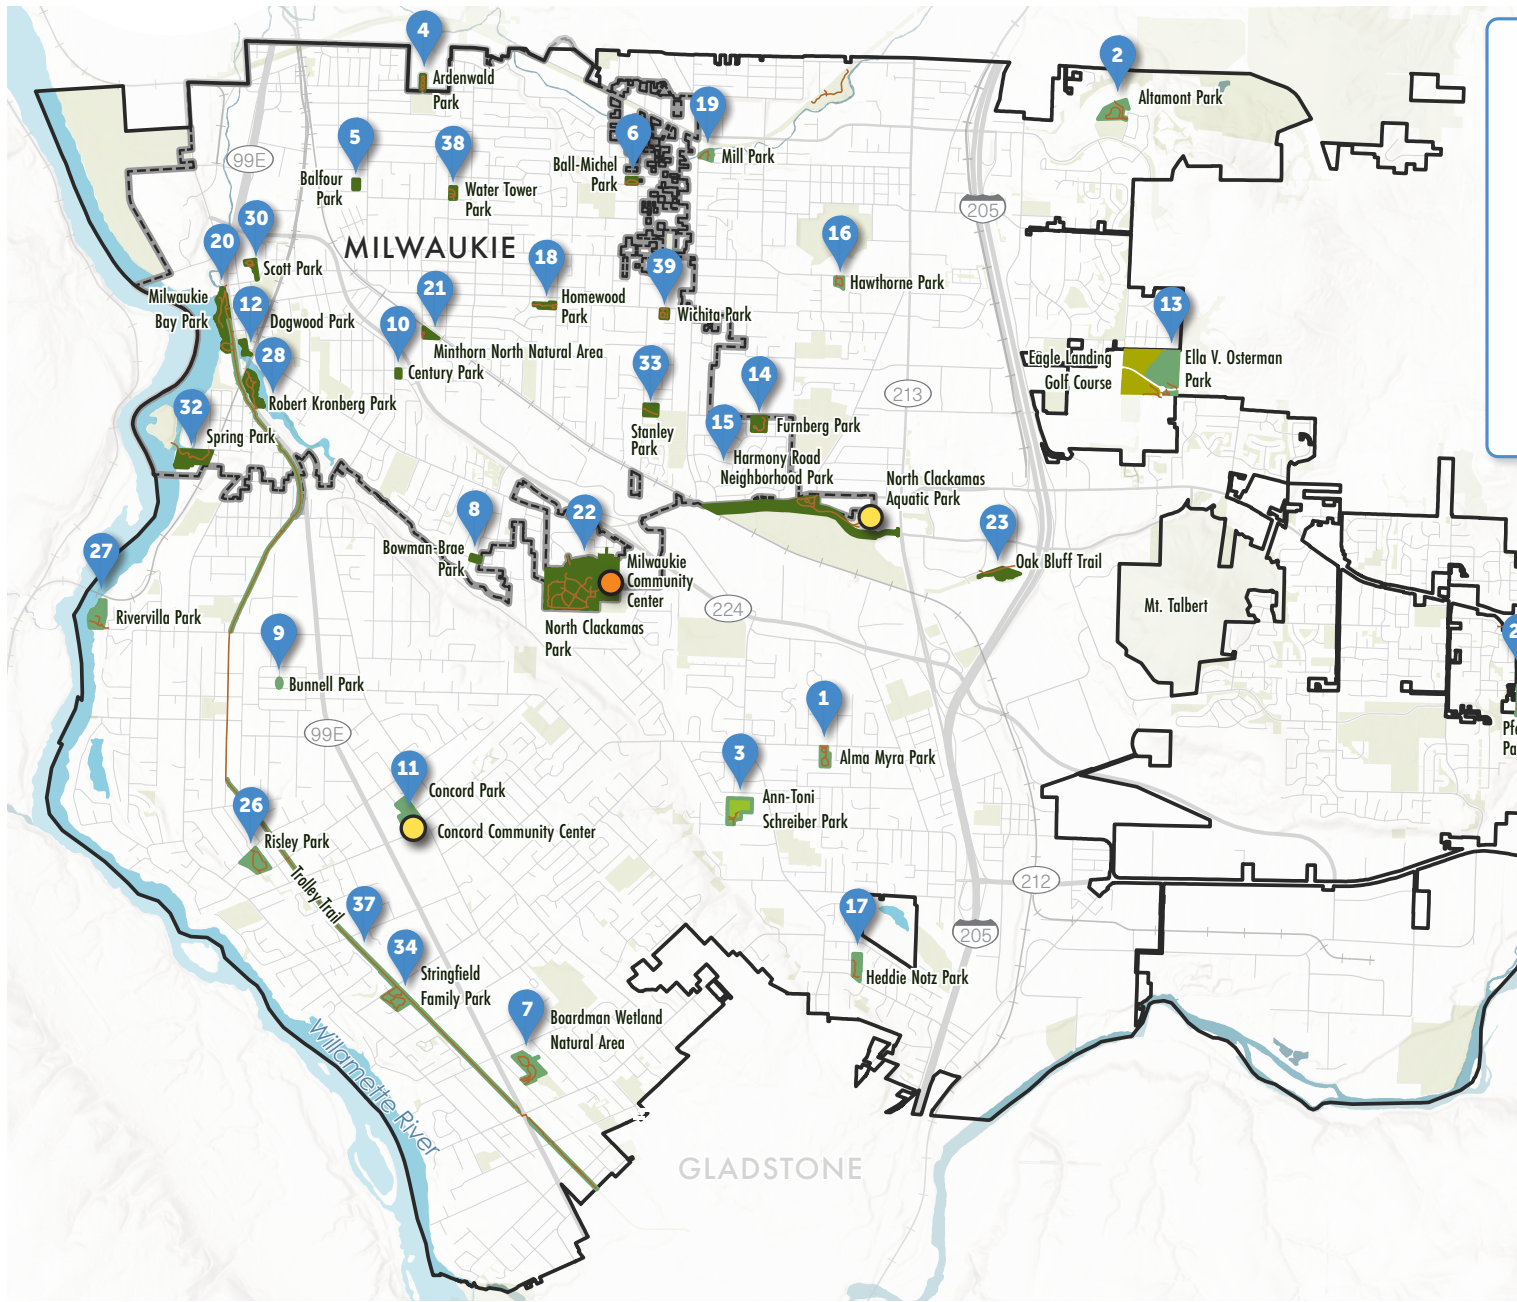 4
Ardenwald
Park
2
Altamont Park
19
Mill Park
5
Balfour
Park
38
Water Tower
Park
6
Ball-Michel
Park
99E
205
30
Scott Park
20
Milwaukie
Bay Park
MILWAUKIE
16
Hawthorne Park
18
Homewood
Park
39
Wichita Park
21
Minthorn North Natural Area
12
Dogwood Park
10
Century Park
13
Eagle Landing
Golf Course
Ella V. Osterman
Park
28
Robert Kronberg Park
33
Stanley
Park
14
Furnberg Park
213
32
Spring Park
15
Harmony Road
Neighborhood Park
North Clackamas
Aquatic Park
8
Bowman-Brae
Park
22
Milwaukie
Community
Center
North Clackamas
Park
23
Oak Bluff Trail
27
Rivervilla Park
224
Mt. Talbert
9
Bunnell Park
2
Pf
Pa
99E
1
Alma Myra Park
3
Ann-Toni
Schreiber Park
11
Concord Park
Concord Community Center
26
Risley Park
Trolley Trail
212
37
17
Heddie Notz Park
205
34
Stringfield
Family Park
7
Boardman Wetland
Natural Area
Willamette River
GLADSTONE